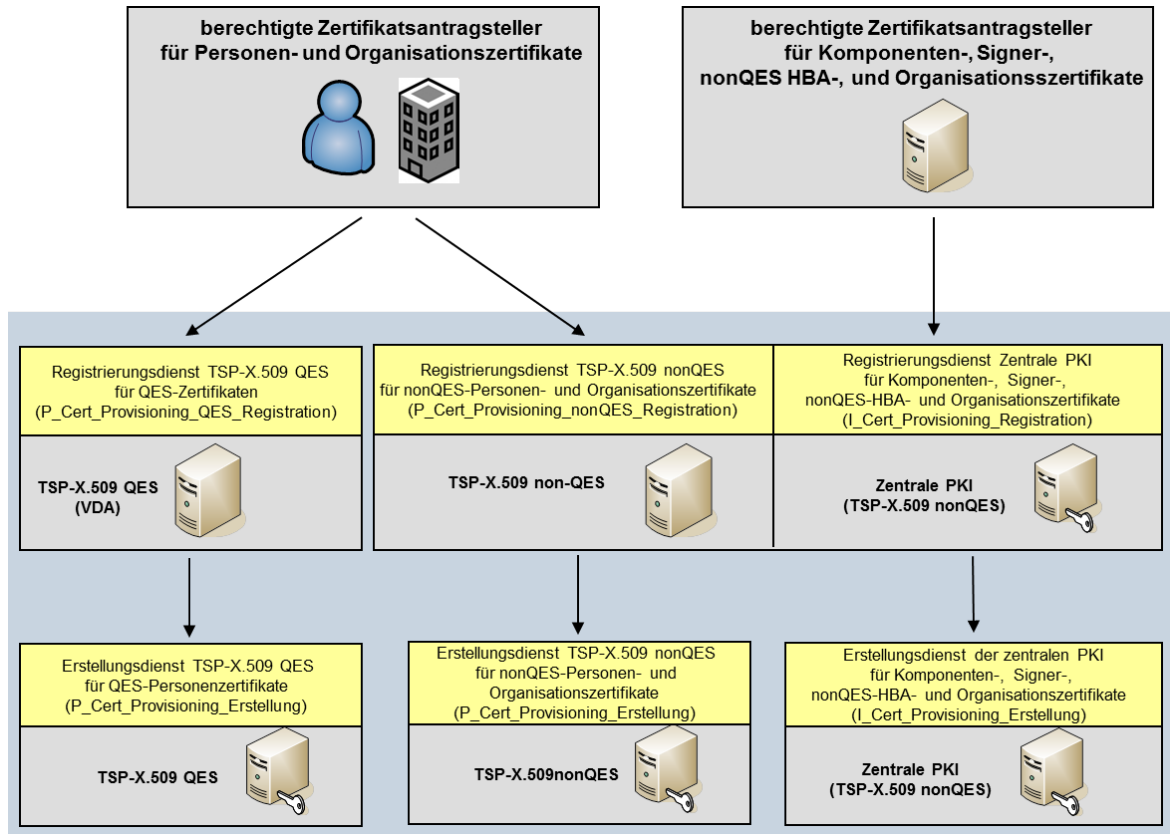 berechtigte Zertifikatsantragsteller
für Personen- und Organisationszertifikate
berechtigte Zertifikatsantragsteller
für Komponenten-, Signer-,
nonQES HBA-, und Organisationsszertifikate
Registrierungsdienst TSP-X.509 QES
für QES-Zertifikaten
(P_Cert_Provisioning_QES_Registration)
TSP-X.509 QES
(VDA)
Registrierungsdienst TSP-X.509 nonQES
für nonQES-Personen- und Organisationszertifikate
(P_Cert_Provisioning_nonQES_Registration)
TSP-X.509 non-QES
Registrierungsdienst Zentrale PKI
für Komponenten-, Signer-,
nonQES-HBA- und Organisationszertifikate
(I_Cert_Provisioning_Registration)
Zentrale PKI
(TSP-X.509 nonQES)
Erstellungsdienst TSP-X.509 QES
für QES-Personenzertifikate
(P_Cert_Provisioning_Erstellung)
TSP-X.509 QES
Erstellungsdienst TSP-X.509 nonQES
für nonQES-Personen- und
Organisationszertifikate
(P_Cert_Provisioning_Erstellung)
TSP-X.509nonQES
Erstellungsdienst der zentralen PKI
für Komponenten-, Signer-,
nonQES-HBA- und Organisationszertifikate
(I_Cert_Provisioning_Erstellung)
Zentrale PKI
(TSP-X.509 nonQES)